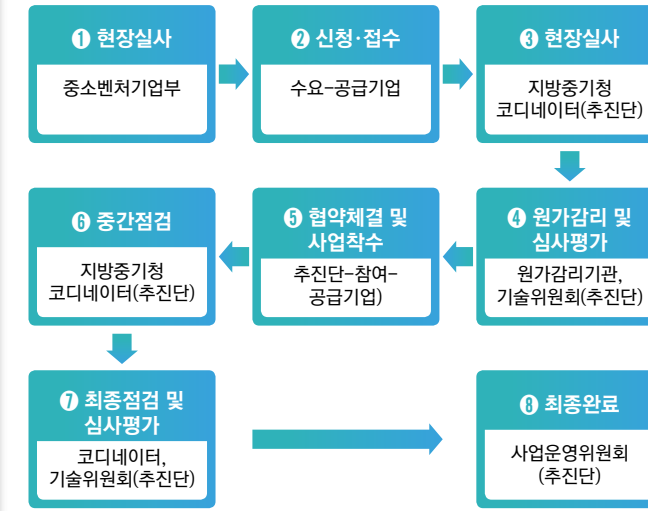 ❶ 현장실사
중소벤처기업부
❷ 신청·접수
수요-공급기업
❸ 현장실사
지방중기청
코디네이터(추진단)
❹ 원가감리 및
심사평가
원가감리기관,
기술위원회(추진단)
❺ 협약체결 및
사업착수
추진단-참여-
공급기업)
❻ 중간점검
지방중기청
코디네이터(추진단)
❼ 최종점검 및
심사평가
코디네이터,
기술위원회(추진단)
❽ 최종완료
사업운영위원회
(추진단)